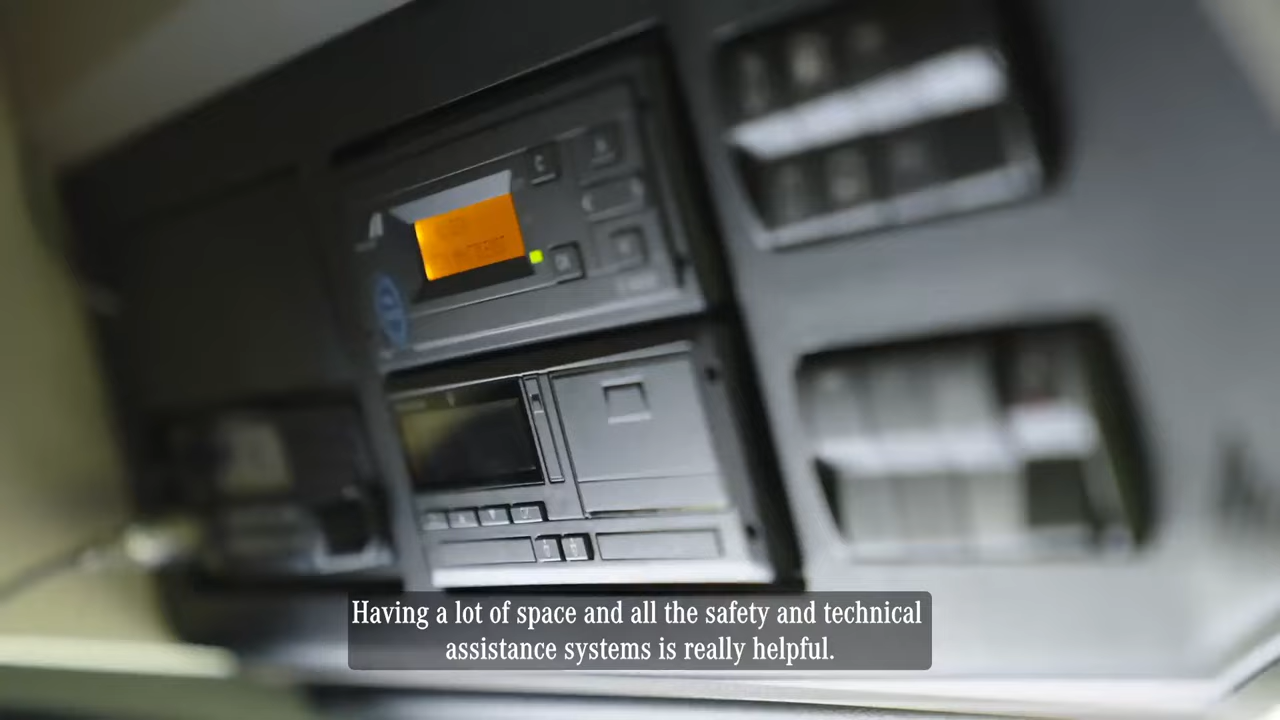 Having a lot of space and all the safety and technical
assistance systems is really helpful.